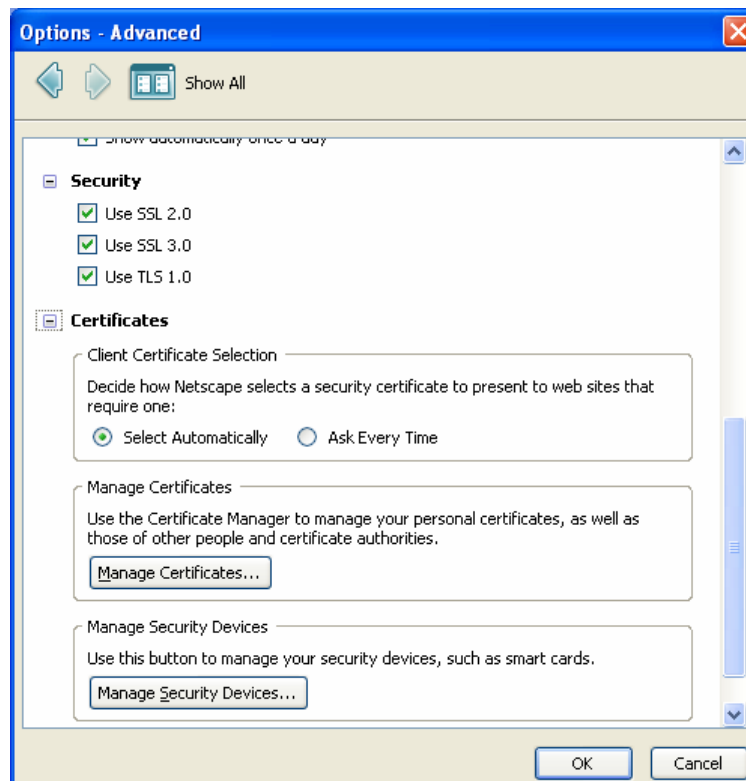 Options - Advanced
Show All
Show automatically once a day
Security
Use SSL 2.0
Use SSL 3.0
Use TLS 1.0
Certificates
Client Certificate Selection
Decide how Netscape selects a security certificate to present to web sites that
require one:
Select Automatically Ask Every Time
Manage Certificates
Use the Certificate Manager to manage your personal certificates, as well as
those of other people and certificate authorities.
Manage Certificates...
Manage Security Devices
Use this button to manage your security devices, such as smart cards.
Manage Security Devices...
OK Cancel